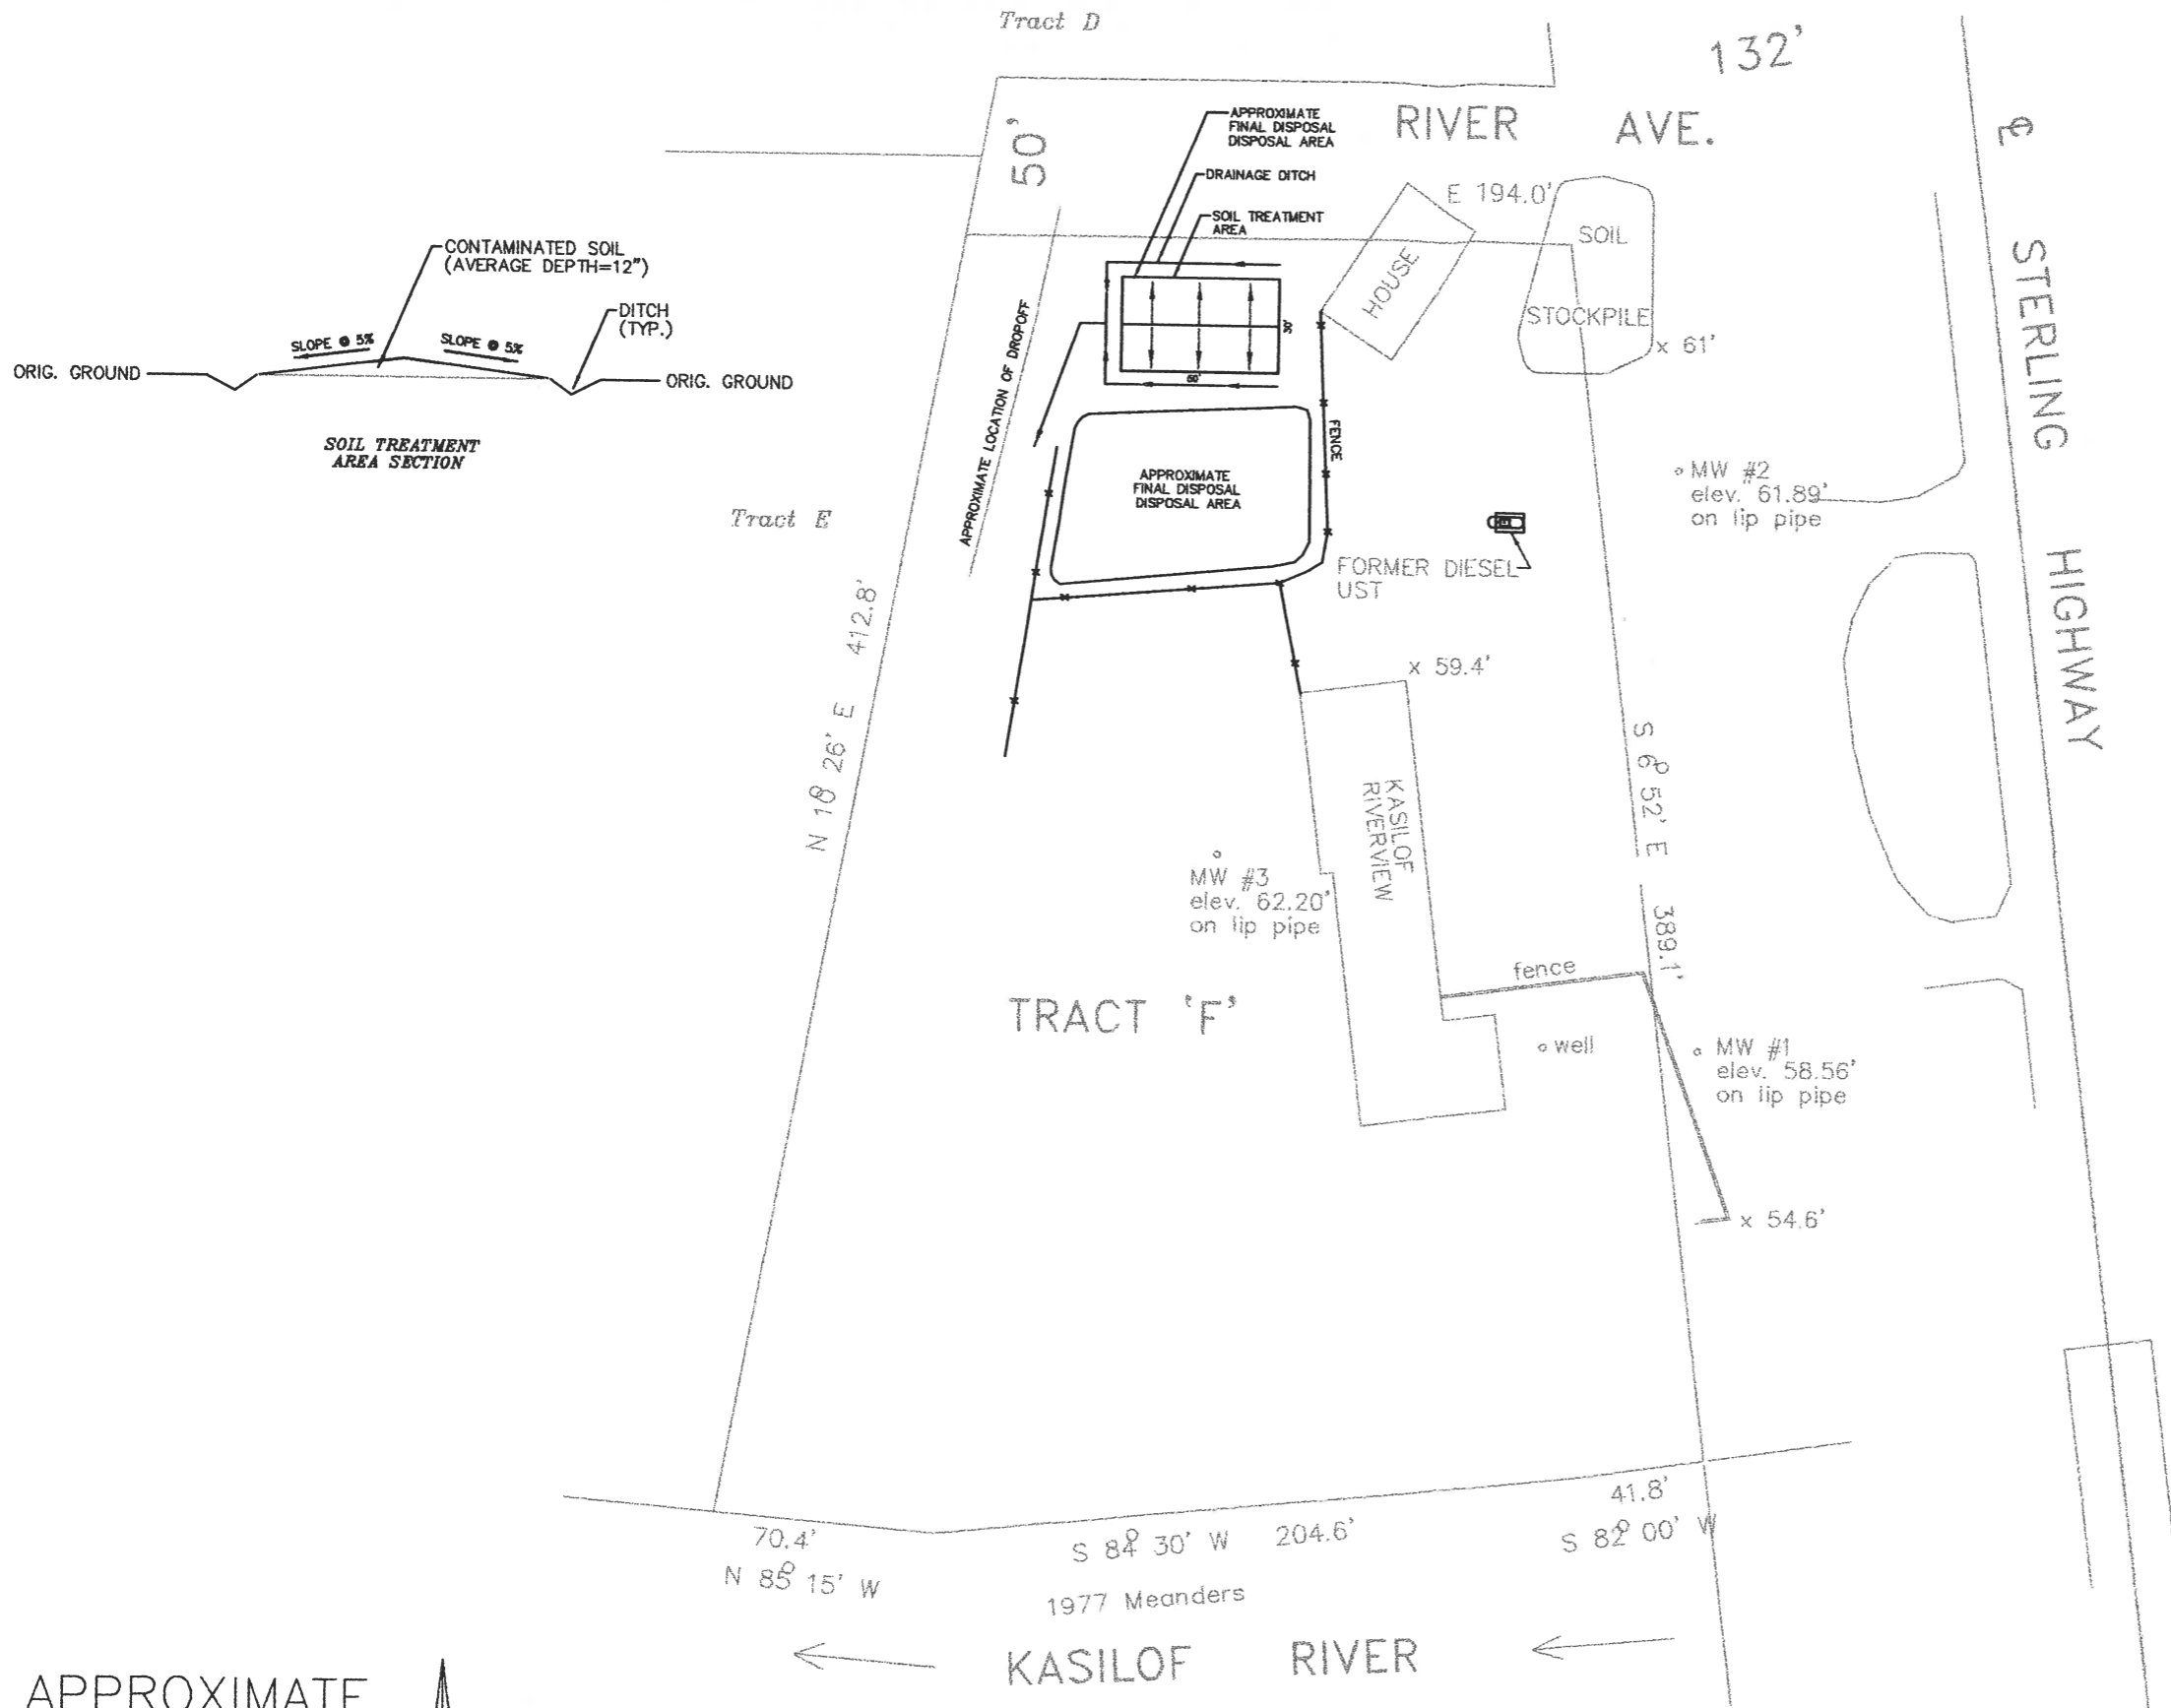 Tract D
132'
APPROXIMATE
FINAL DISPOSAL
DISPOSAL AREA
RIVER AVE.
50'
℄ STERLING HIGHWAY
DRAINAGE DITCH
E 194.0'
SOIL TREATMENT
AREA
SOIL
STOCKPILE
HOUSE
x 61'
CONTAMINATED SOIL
(AVERAGE DEPTH=12")
DITCH
(TYP.)
SLOPE @ 5%
SLOPE @ 5%
ORIG. GROUND
ORIG. GROUND
SOIL TREATMENT
AREA SECTION
30'
60'
APPROXIMATE LOCATION OF DROPOFF
FENCE
APPROXIMATE
FINAL DISPOSAL
DISPOSAL AREA
MW #2
elev. 61.89'
on lip pipe
Tract E
FORMER DIESEL
UST
N 18° 26' E 412.8'
x 59.4'
S 6° 52' E 389.1'
KASILOF
RIVERVIEW
MW #3
elev. 62.20'
on lip pipe
fence
TRACT 'F'
well
MW #1
elev. 58.56'
on lip pipe
x 54.6'
41.8'
S 82° 00' W
70.4'
N 85° 15' W
S 84° 30' W 204.6'
1977 Meanders
KASILOF RIVER
APPROXIMATE